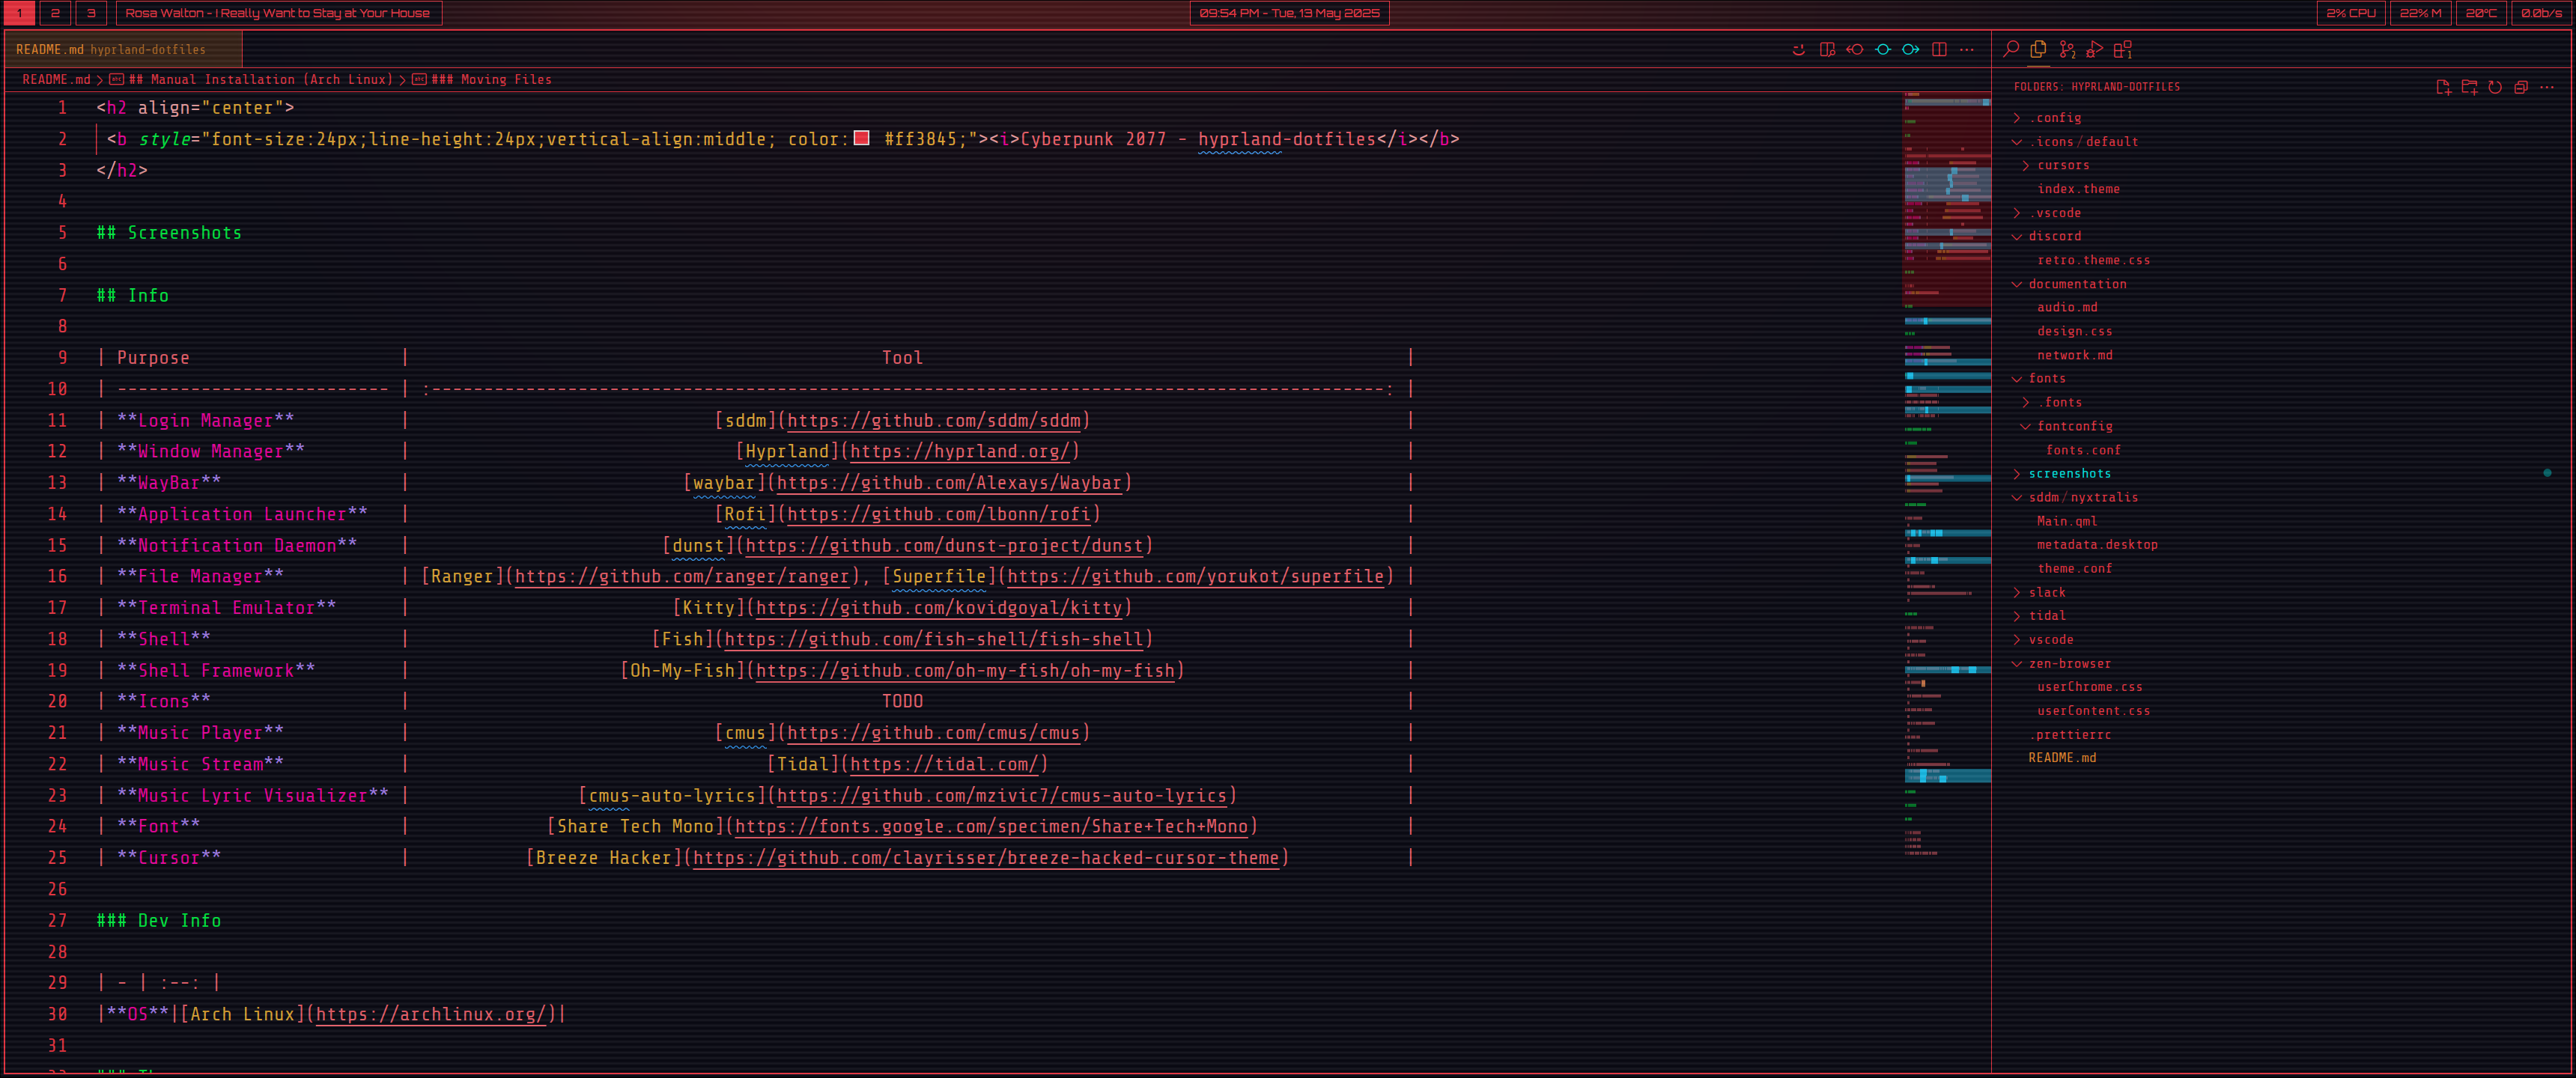 1 2 3 Rosa Walton - I Really Want to Stay at Your House 09:54 PM - Tue, 13 May 2025 2% CPU 22% M 20°C 0.0b/s
README.md hyprland-dotfiles
README.md > ## Manual Installation (Arch Linux) > ### Moving Files
1 <h2 align="center">
2 <b style="font-size:24px;line-height:24px;vertical-align:middle; color: #ff3845;"><i>Cyberpunk 2077 - hyprland-dotfiles</i></b>
3 </h2>
4
5 ## Screenshots
6
7 ## Info
8
9 | Purpose | Tool |
10 | -------------------------- | :-------------------------------------------------------------------------------------------: |
11 | **Login Manager** | [sddm](https://github.com/sddm/sddm) |
12 | **Window Manager** | [Hyprland](https://hyprland.org/) |
13 | **WayBar** | [waybar](https://github.com/Alexays/Waybar) |
14 | **Application Launcher** | [Rofi](https://github.com/lbonn/rofi) |
15 | **Notification Daemon** | [dunst](https://github.com/dunst-project/dunst) |
16 | **File Manager** | [Ranger](https://github.com/ranger/ranger), [Superfile](https://github.com/yorukot/superfile) |
17 | **Terminal Emulator** | [Kitty](https://github.com/kovidgoyal/kitty) |
18 | **Shell** | [Fish](https://github.com/fish-shell/fish-shell) |
19 | **Shell Framework** | [Oh-My-Fish](https://github.com/oh-my-fish/oh-my-fish) |
20 | **Icons** | TODO |
21 | **Music Player** | [cmus](https://github.com/cmus/cmus) |
22 | **Music Stream** | [Tidal](https://tidal.com/) |
23 | **Music Lyric Visualizer** | [cmus-auto-lyrics](https://github.com/mzivic7/cmus-auto-lyrics) |
24 | **Font** | [Share Tech Mono](https://fonts.google.com/specimen/Share+Tech+Mono) |
25 | **Cursor** | [Breeze Hacker](https://github.com/clayrisser/breeze-hacked-cursor-theme) |
26
27 ### Dev Info
28
29 | - | :--: |
30 |**OS**|[Arch Linux](https://archlinux.org/)|
31
2 1
FOLDERS: HYPRLAND-DOTFILES
.config
.icons/default
cursors
index.theme
.vscode
discord
retro.theme.css
documentation
audio.md
design.css
network.md
fonts
.fonts
fontconfig
fonts.conf
screenshots
sddm/nyxtralis
Main.qml
metadata.desktop
theme.conf
slack
tidal
vscode
zen-browser
userChrome.css
userContent.css
.prettierrc
README.md